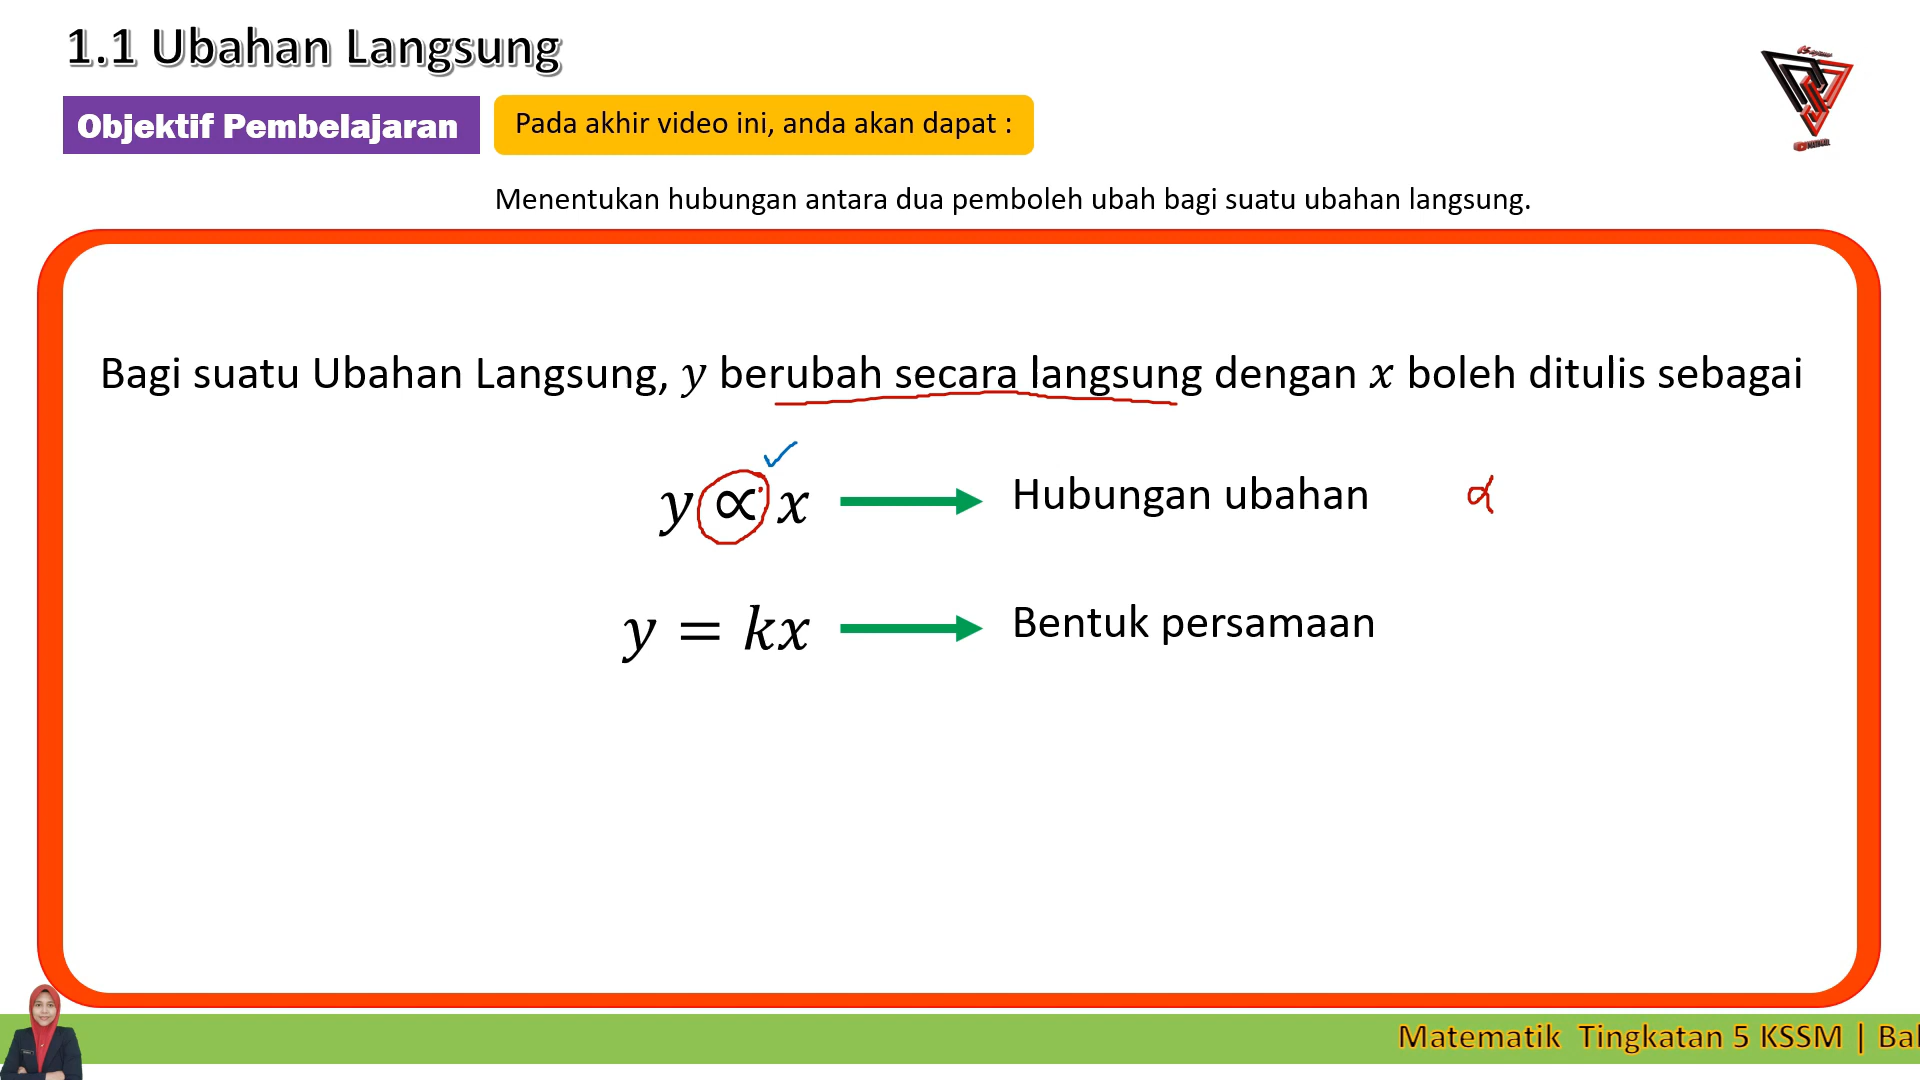 1.1 Ubahan Langsung
Objektif Pembelajaran
Pada akhir video ini, anda akan dapat :
Menentukan hubungan antara dua pemboleh ubah bagi suatu ubahan langsung.
Bagi suatu Ubahan Langsung, y berubah secara langsung dengan x boleh ditulis sebagai
y ∝ x → Hubungan ubahan ∝
y = kx → Bentuk persamaan
Matematik Tingkatan 5 KSSM |